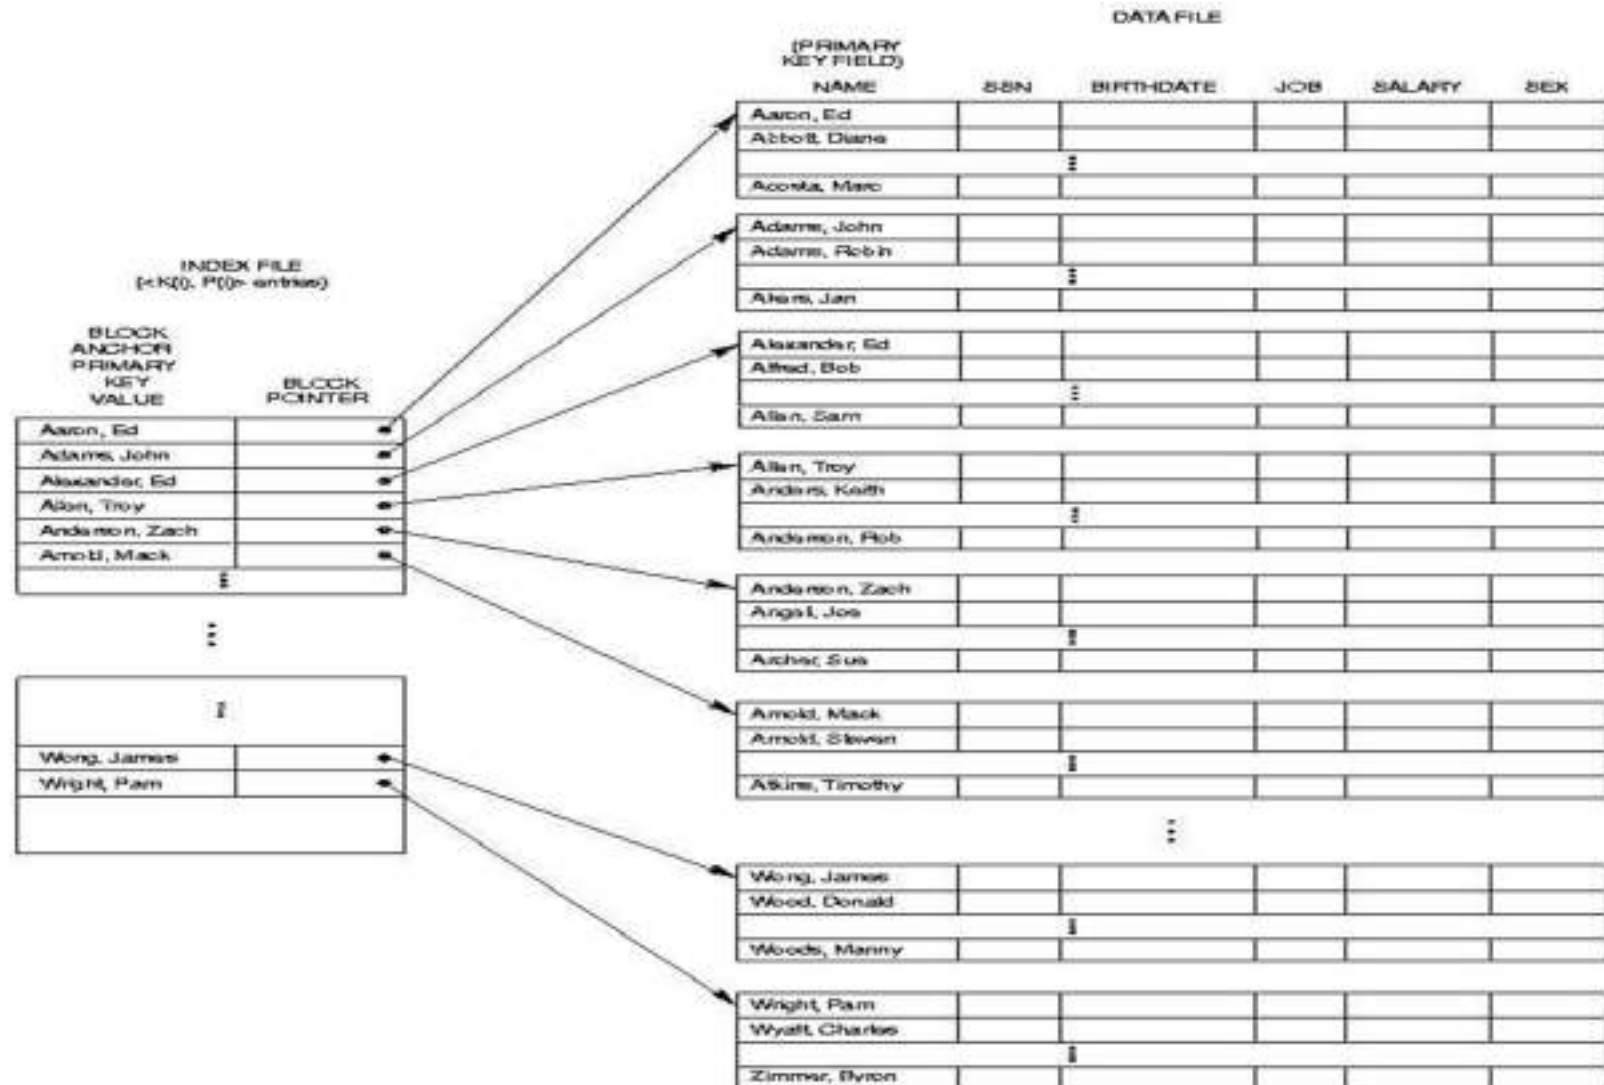 DATA FILE
(PRIMARY
KEY FIELD)
NAME SSN BIRTHDATE JOB SALARY SEX
Aaron, Ed
Abbott, Diane
Acosta, Marc
Adams, John
Adams, Robin
Akers, Jan
Alexander, Ed
Alfred, Bob
Allen, Sam
Allen, Troy
Anders, Keith
Anderson, Rob
Anderson, Zach
Angeli, Joe
Archer, Sue
Arnold, Mack
Arnold, Steven
Atkins, Timothy
Wong, James
Wood, Donald
Woods, Manny
Wright, Pam
Wyatt, Charles
Zimmer, Byron
INDEX FILE
(<K(i), P(i)> entries)
BLOCK
ANCHOR
PRIMARY
KEY
VALUE
BLOCK
POINTER
Aaron, Ed
Adams, John
Alexander, Ed
Allen, Troy
Anderson, Zach
Arnold, Mack
Wong, James
Wright, Pam